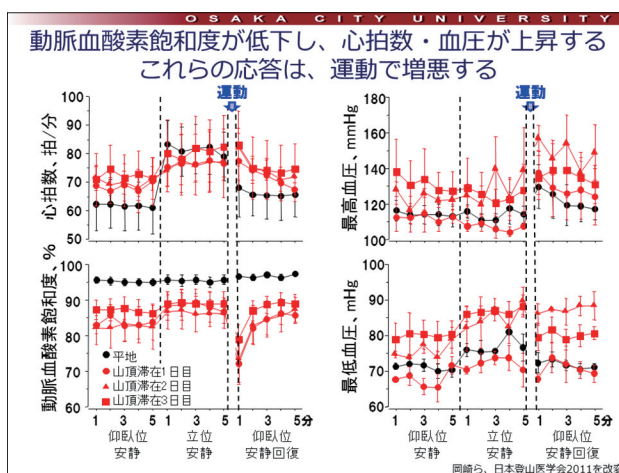 OSAKA CITY UNIVERSITY
動脈血酸素飽和度が低下し、心拍数・血圧が上昇する
これらの応答は、運動で増悪する
運動
心拍数、拍/分
100
90
80
70
60
50
運動
最高血圧、mmHg
180
160
140
120
100
動脈血酸素飽和度、%
100
90
80
70
60
平地
山頂滞在1日目
山頂滞在2日目
山頂滞在3日目
1 3 5 1 3 5 1 3 5分
仰臥位 立位 仰臥位
安静 安静 安静回復
最低血圧、mHg
100
90
80
70
60
1 3 5 1 3 5 1 3 5分
仰臥位 立位 仰臥位
安静 安静 安静回復
岡崎ら、日本登山医学会2011を改変